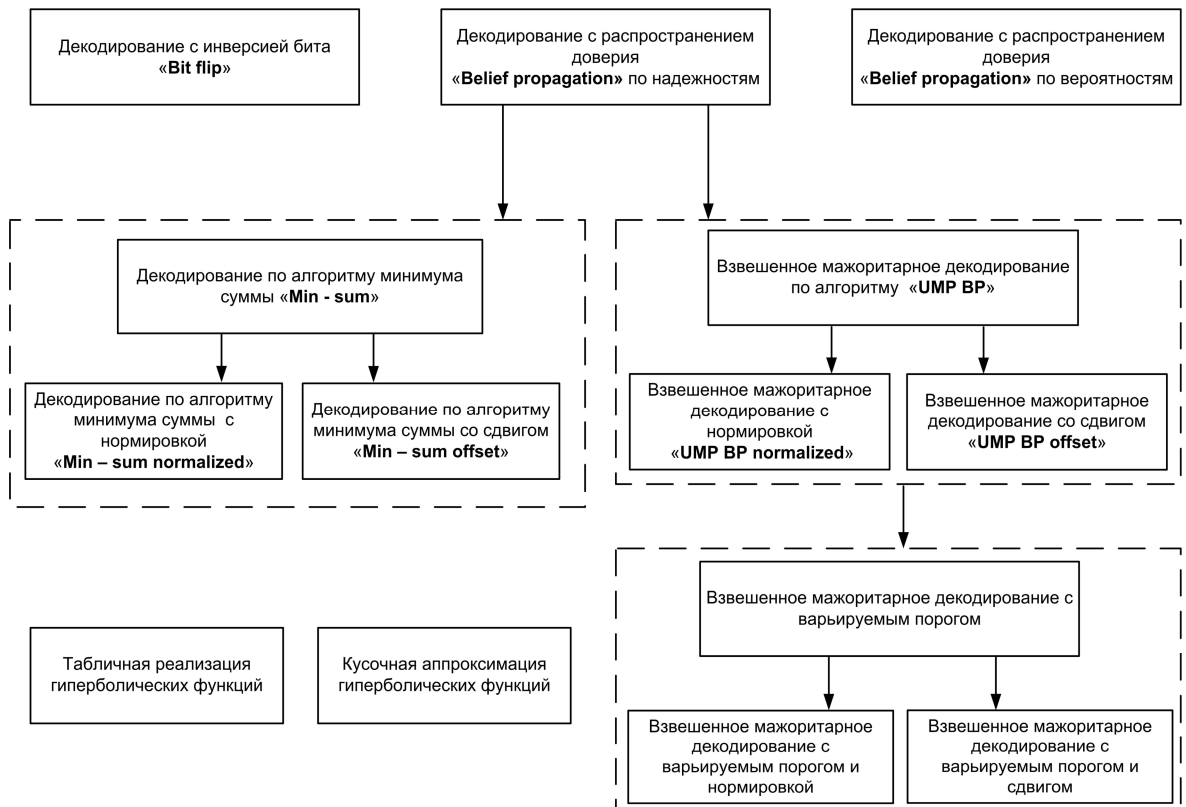 Декодирование с инверсией бита
«Bit flip»
Декодирование с распространением
доверия
«Belief propagation» по надежностям
Декодирование с распространением
доверия
«Belief propagation» по вероятностям
Декодирование по алгоритму минимума
суммы «Min - sum»
Взвешенное мажоритарное декодирование
по алгоритму «UMP BP»
Декодирование по алгоритму
минимума суммы с
нормировкой
«Min – sum normalized»
Декодирование по алгоритму
минимума суммы со сдвигом
«Min – sum offset»
Взвешенное мажоритарное
декодирование с
нормировкой
«UMP BP normalized»
Взвешенное мажоритарное
декодирование со сдвигом
«UMP BP offset»
Взвешенное мажоритарное декодирование с
варьируемым порогом
Табличная реализация
гиперболических функций
Кусочная аппроксимация
гиперболических функций
Взвешенное мажоритарное
декодирование с
варьируемым порогом и
нормировкой
Взвешенное мажоритарное
декодирование с
варьируемым порогом и
сдвигом